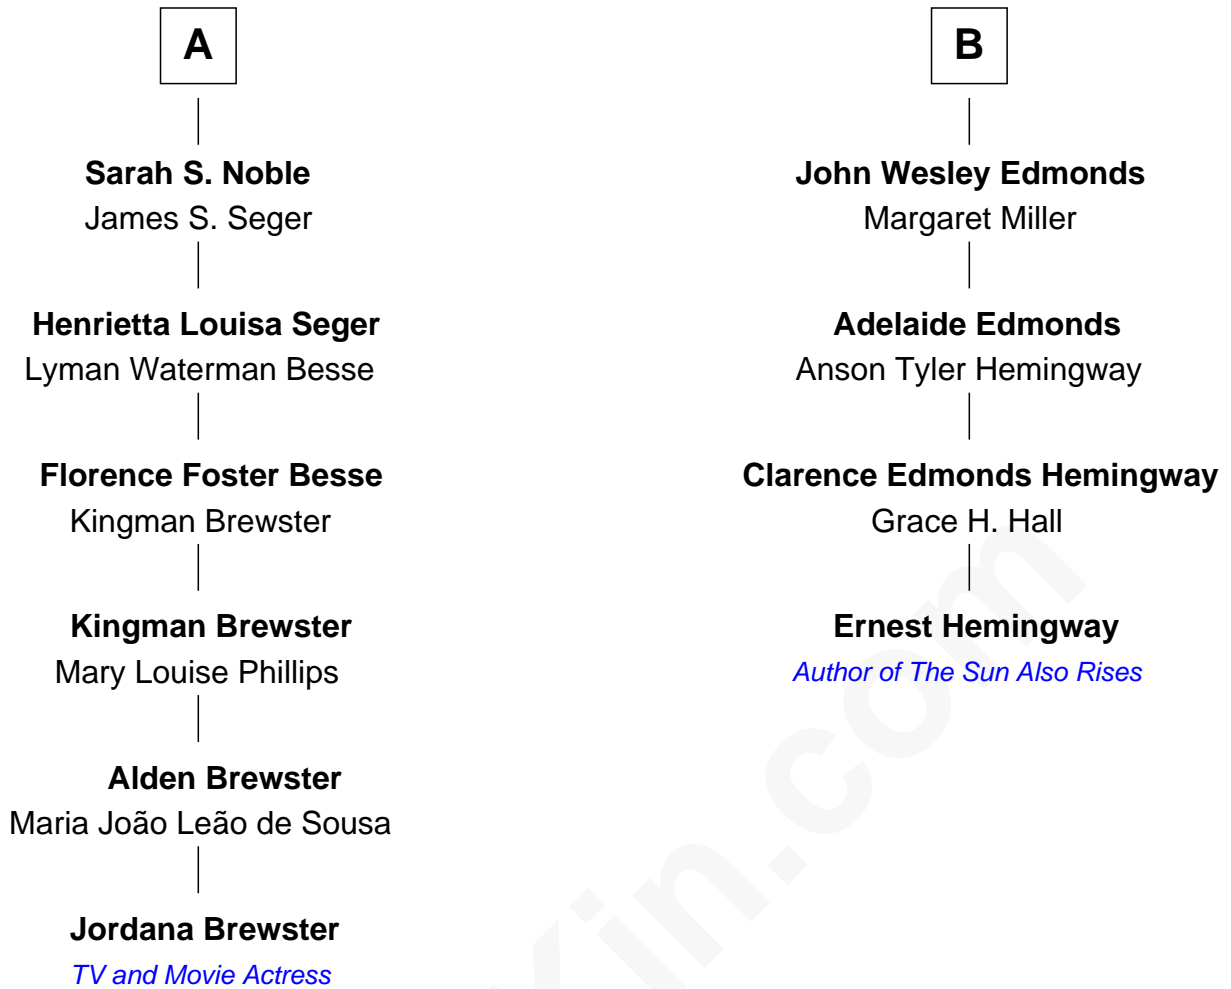 A
Sarah S. Noble
James S. Seger
Henrietta Louisa Seger
Lyman Waterman Besse
Florence Foster Besse
Kingman Brewster
Kingman Brewster
Mary Louise Phillips
Alden Brewster
Maria João Leão de Sousa
Jordana Brewster
TV and Movie Actress
B
John Wesley Edmonds
Margaret Miller
Adelaide Edmonds
Anson Tyler Hemingway
Clarence Edmonds Hemingway
Grace H. Hall
Ernest Hemingway
Author of The Sun Also Rises